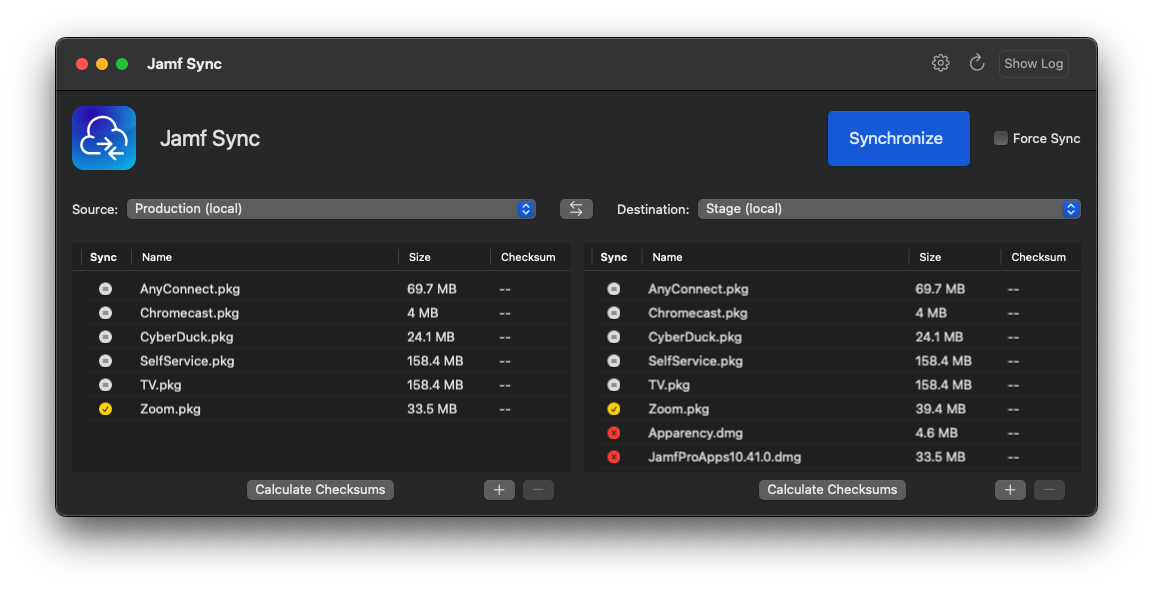 Jamf Sync Show Log
Jamf Sync Synchronize Force Sync
Source: Production (local) Destination: Stage (local)
Sync Name Size Checksum Sync Name Size Checksum
AnyConnect.pkg 69.7 MB -- AnyConnect.pkg 69.7 MB --
Chromecast.pkg 4 MB -- Chromecast.pkg 4 MB --
CyberDuck.pkg 24.1 MB -- CyberDuck.pkg 24.1 MB --
SelfService.pkg 158.4 MB -- SelfService.pkg 158.4 MB --
TV.pkg 158.4 MB -- TV.pkg 158.4 MB --
Zoom.pkg 33.5 MB -- Zoom.pkg 39.4 MB --
Apparency.dmg 4.6 MB --
JamfProApps10.41.0.dmg 33.5 MB --
Calculate Checksums + − Calculate Checksums + −